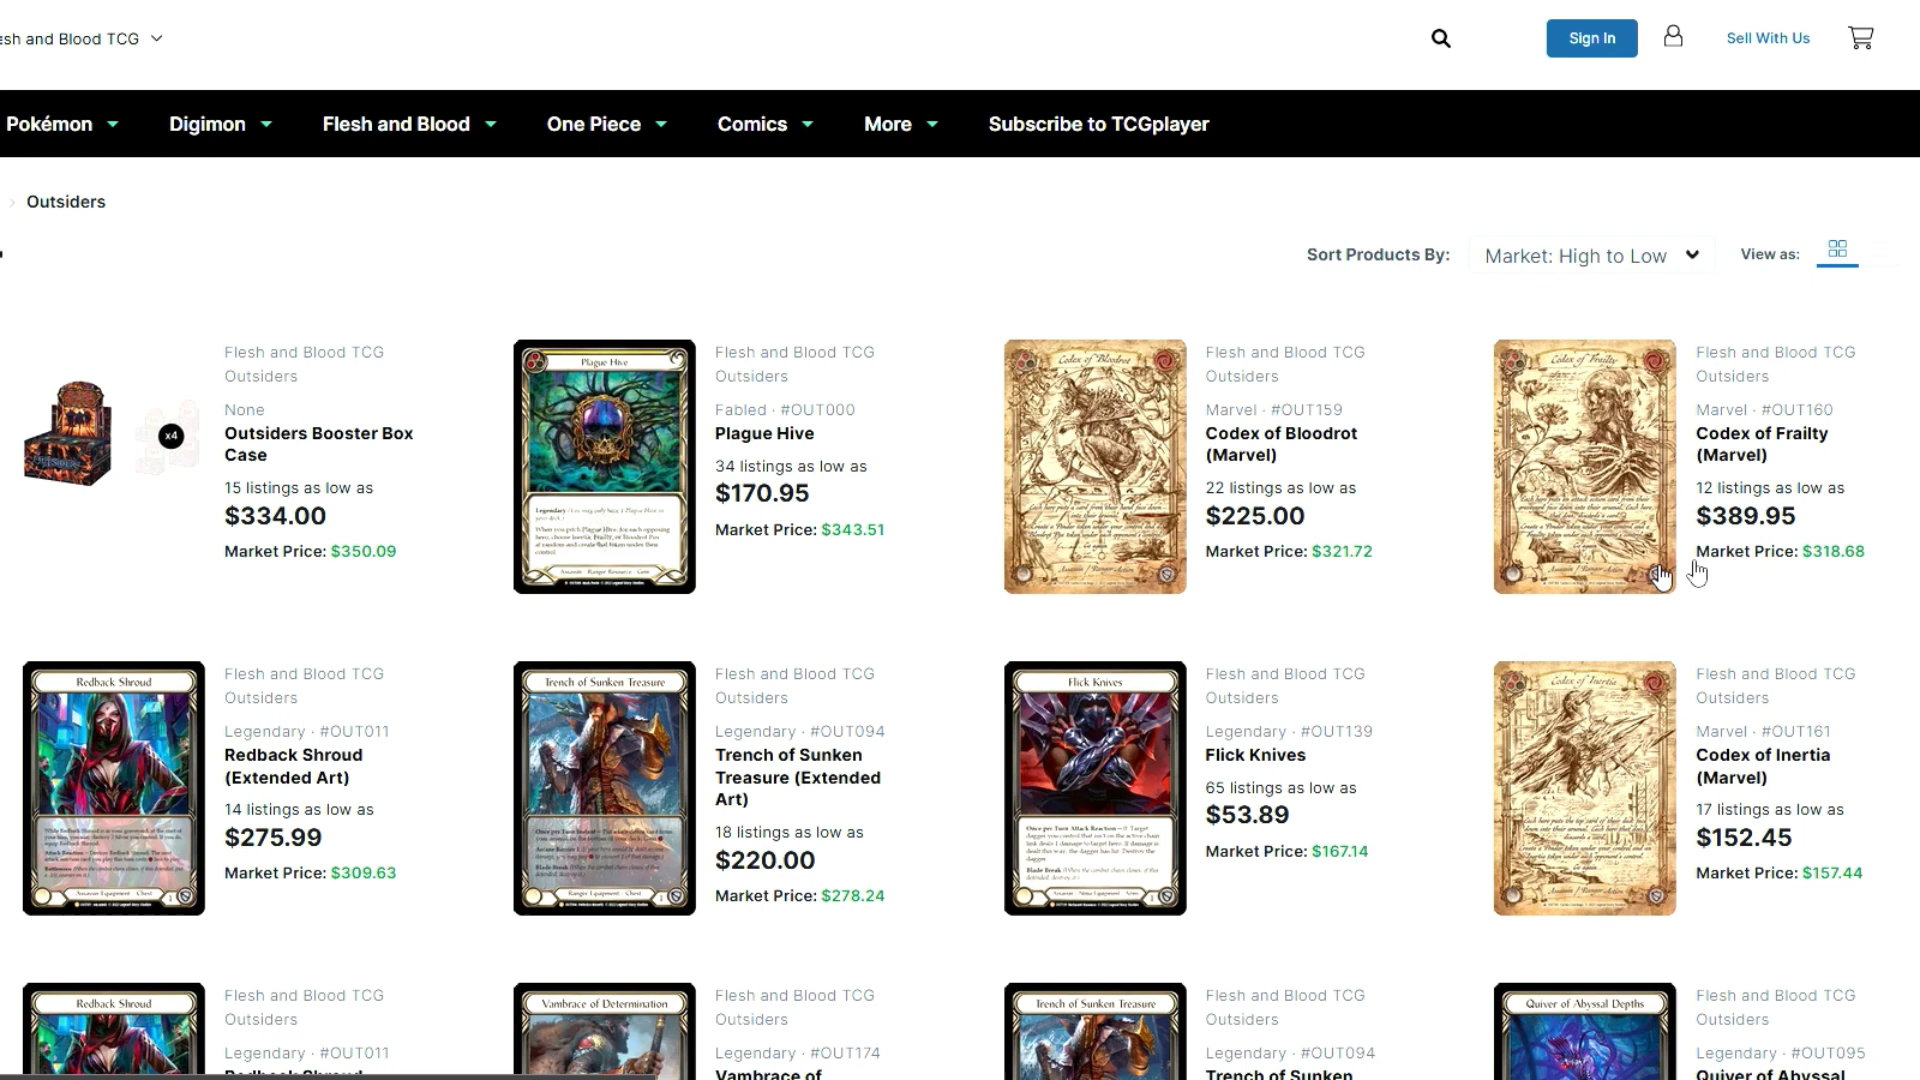 esh and Blood TCG
Sign In
Sell With Us
Pokémon
Digimon
Flesh and Blood
One Piece
Comics
More
Subscribe to TCGplayer
Outsiders
Sort Products By:
Market: High to Low
View as:
x4
Flesh and Blood TCG
Outsiders
None
Outsiders Booster Box
Case
15 listings as low as
$334.00
Market Price: $350.09
Plague Hive
Flesh and Blood TCG
Outsiders
Fabled · #OUT000
Plague Hive
34 listings as low as
$170.95
Market Price: $343.51
Codex of Bloodrot
Flesh and Blood TCG
Outsiders
Marvel · #OUT159
Codex of Bloodrot
(Marvel)
22 listings as low as
$225.00
Market Price: $321.72
Codex of Frailty
Flesh and Blood TCG
Outsiders
Marvel · #OUT160
Codex of Frailty
(Marvel)
12 listings as low as
$389.95
Market Price: $318.68
Redback Shroud
Flesh and Blood TCG
Outsiders
Legendary · #OUT011
Redback Shroud
(Extended Art)
14 listings as low as
$275.99
Market Price: $309.63
Trench of Sunken Treasure
Flesh and Blood TCG
Outsiders
Legendary · #OUT094
Trench of Sunken
Treasure (Extended
Art)
18 listings as low as
$220.00
Market Price: $278.24
Flick Knives
Flesh and Blood TCG
Outsiders
Legendary · #OUT139
Flick Knives
65 listings as low as
$53.89
Market Price: $167.14
Codex of Inertia
Flesh and Blood TCG
Outsiders
Marvel · #OUT161
Codex of Inertia
(Marvel)
17 listings as low as
$152.45
Market Price: $157.44
Redback Shroud
Flesh and Blood TCG
Outsiders
Legendary · #OUT011
Redback Shroud
Vambrace of Determination
Flesh and Blood TCG
Outsiders
Legendary · #OUT174
Vambrace of
Trench of Sunken Treasure
Flesh and Blood TCG
Outsiders
Legendary · #OUT094
Trench of Sunken
Quiver of Abyssal Depths
Flesh and Blood TCG
Outsiders
Legendary · #OUT095
Quiver of Abyssal